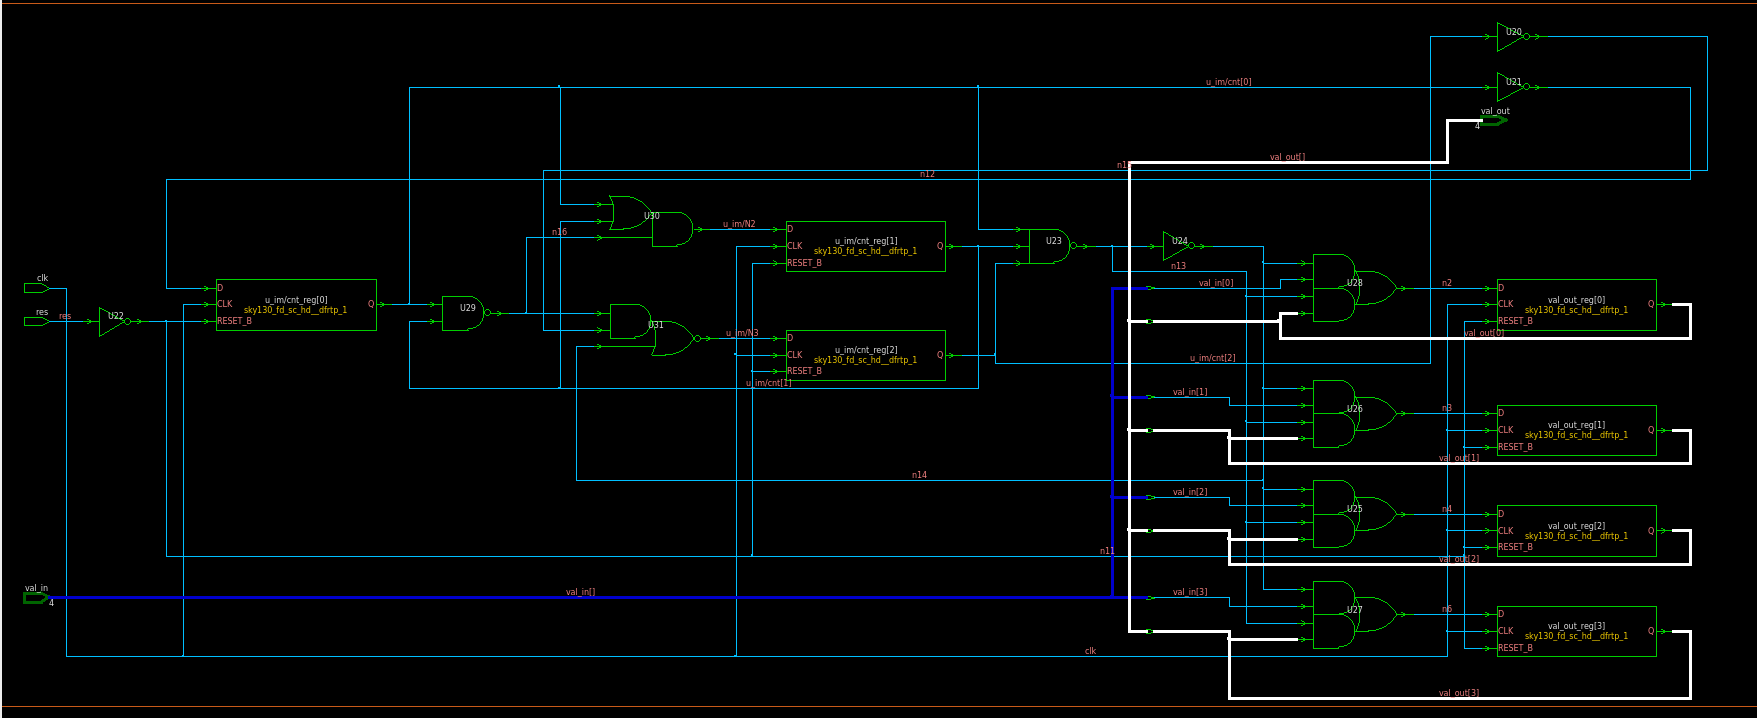 U20
u_im/cnt[0]
U21
val_out
4
val_out[]
n12
U30
n16
u_im/N2
D
CLK
RESET_B
u_im/cnt_reg[1]
sky130_fd_sc_hd__dfrtp_1
Q
U23
U24
n13
clk
res
res
U22
D
CLK
RESET_B
u_im/cnt_reg[0]
sky130_fd_sc_hd__dfrtp_1
Q
U29
U31
u_im/N3
D
CLK
RESET_B
u_im/cnt_reg[2]
sky130_fd_sc_hd__dfrtp_1
Q
u_im/cnt[1]
u_im/cnt[2]
val_in[0]
U28
n2
D
CLK
RESET_B
val_out_reg[0]
sky130_fd_sc_hd__dfrtp_1
Q
val_out[0]
val_in[1]
U26
n3
D
CLK
RESET_B
val_out_reg[1]
sky130_fd_sc_hd__dfrtp_1
Q
val_out[1]
n14
val_in[2]
U25
n4
D
CLK
RESET_B
val_out_reg[2]
sky130_fd_sc_hd__dfrtp_1
Q
val_out[2]
n11
val_in
4
val_in[]
val_in[3]
U27
n6
D
CLK
RESET_B
val_out_reg[3]
sky130_fd_sc_hd__dfrtp_1
Q
clk
val_out[3]